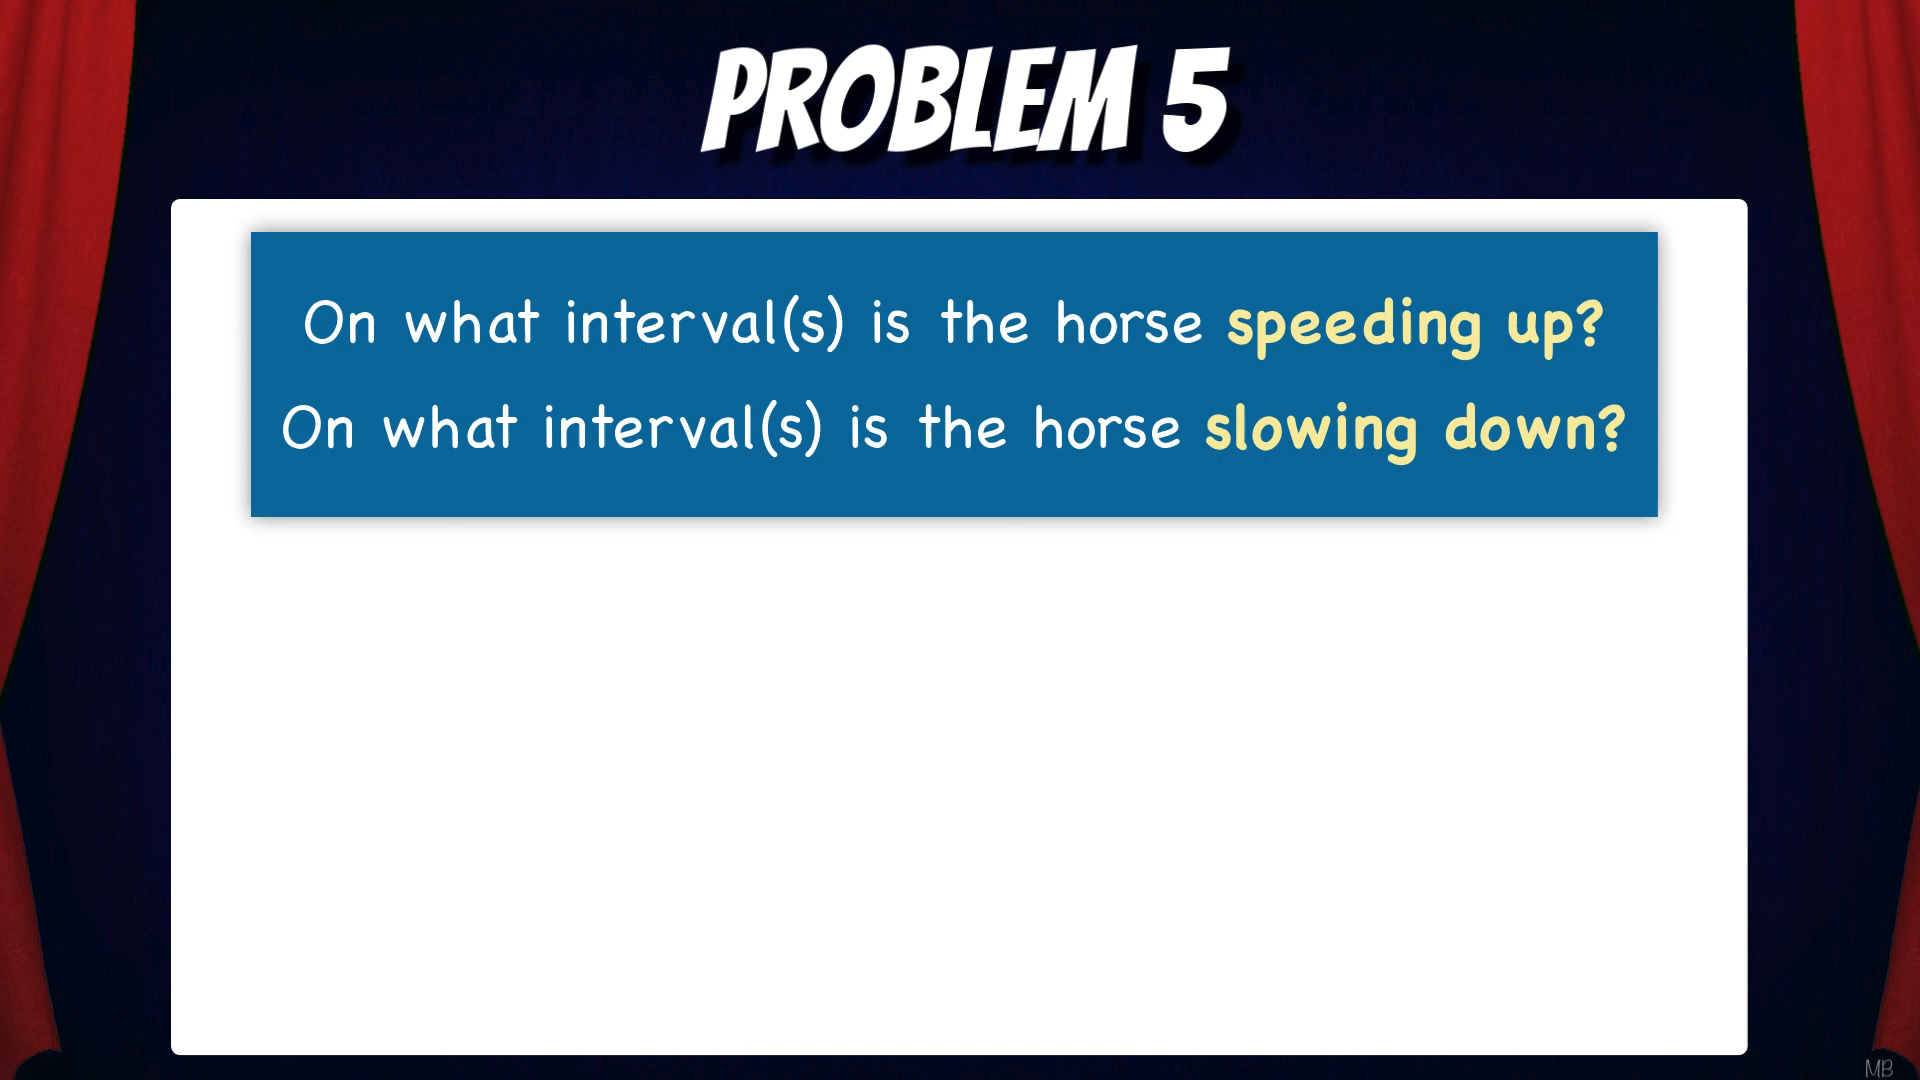 PROBLEM 5
On what interval(s) is the horse speeding up?
On what interval(s) is the horse slowing down?
MB